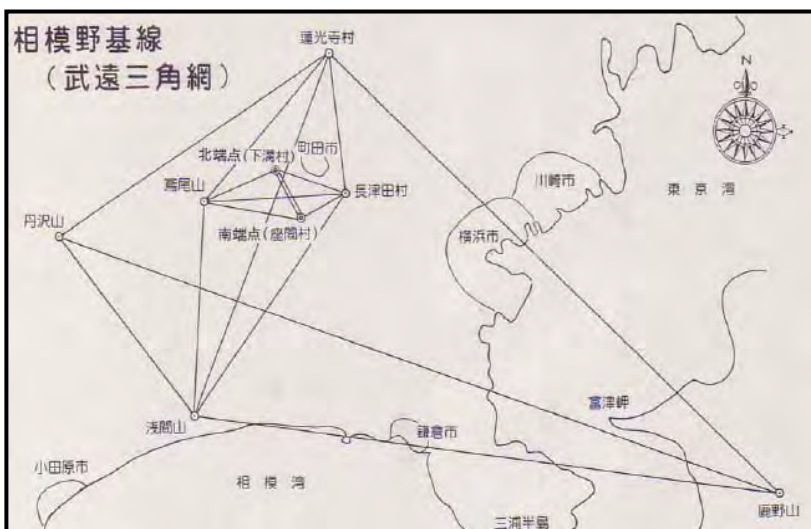 相模野基線
(武遠三角網)
蓮光寺村
N
北端点(下溝村)
町田市
鳶尾山
長津田村
川崎市
東京湾
丹沢山
南端点(座間村)
横浜市
富津岬
浅間山
鎌倉市
小田原市
相模湾
三浦半島
鹿野山